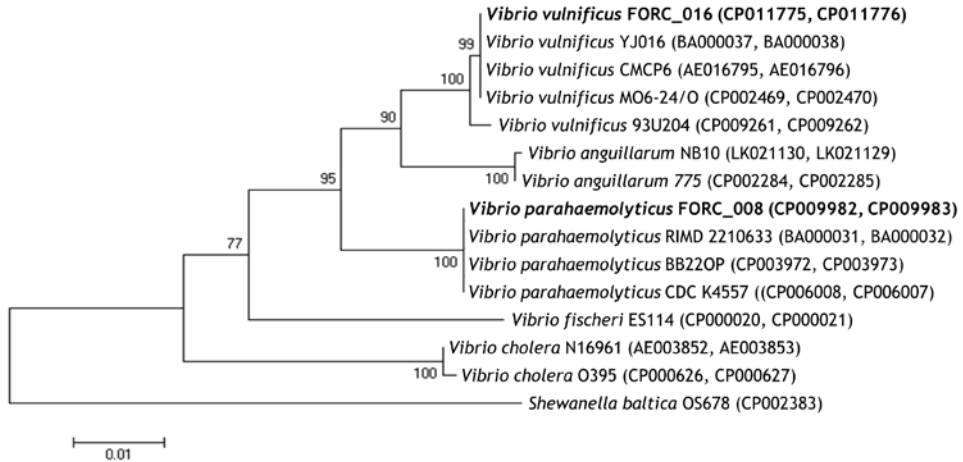 Vibrio vulnificus FORC_016 (CP011775, CP011776)
99
Vibrio vulnificus YJ016 (BA000037, BA000038)
Vibrio vulnificus CMCP6 (AE016795, AE016796)
100
Vibrio vulnificus MO6-24/O (CP002469, CP002470)
90
Vibrio vulnificus 93U204 (CP009261, CP009262)
Vibrio anguillarum NB10 (LK021130, LK021129)
95
100
Vibrio anguillarum 775 (CP002284, CP002285)
Vibrio parahaemolyticus FORC_008 (CP009982, CP009983)
77
Vibrio parahaemolyticus RIMD 2210633 (BA000031, BA000032)
100
Vibrio parahaemolyticus BB22OP (CP003972, CP003973)
Vibrio parahaemolyticus CDC K4557 ((CP006008, CP006007)
Vibrio fischeri ES114 (CP000020, CP000021)
Vibrio cholera N16961 (AE003852, AE003853)
100
Vibrio cholera O395 (CP000626, CP000627)
Shewanella baltica OS678 (CP002383)
0.01